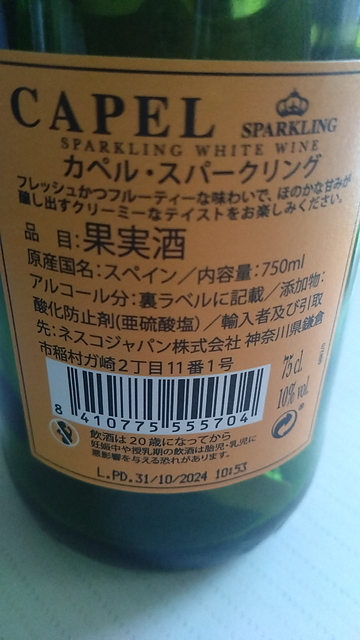 CAPEL SPARKLING
SPARKLING WHITE WINE
カペル・スパークリング
フレッシュかつフルーティーな味わいで、ほのかな甘みが
醸し出すクリーミーなテイストをお楽しみください。
品 目:果実酒
原産国名:スペイン/内容量:750ml
アルコール分:裏ラベルに記載/添加物:
酸化防止剤(亜硫酸塩)/輸入者及び引取
先:ネスコジャパン株式会社 神奈川県鎌倉
市稲村ガ崎2丁目11番1号
75 cl.
10% vol.
8 410775 555704
飲酒は20歳になってから
妊娠中や授乳期の飲酒は胎児・乳児に
悪影響を与える恐れがあります。
L.PD.31/10/2024 10:53